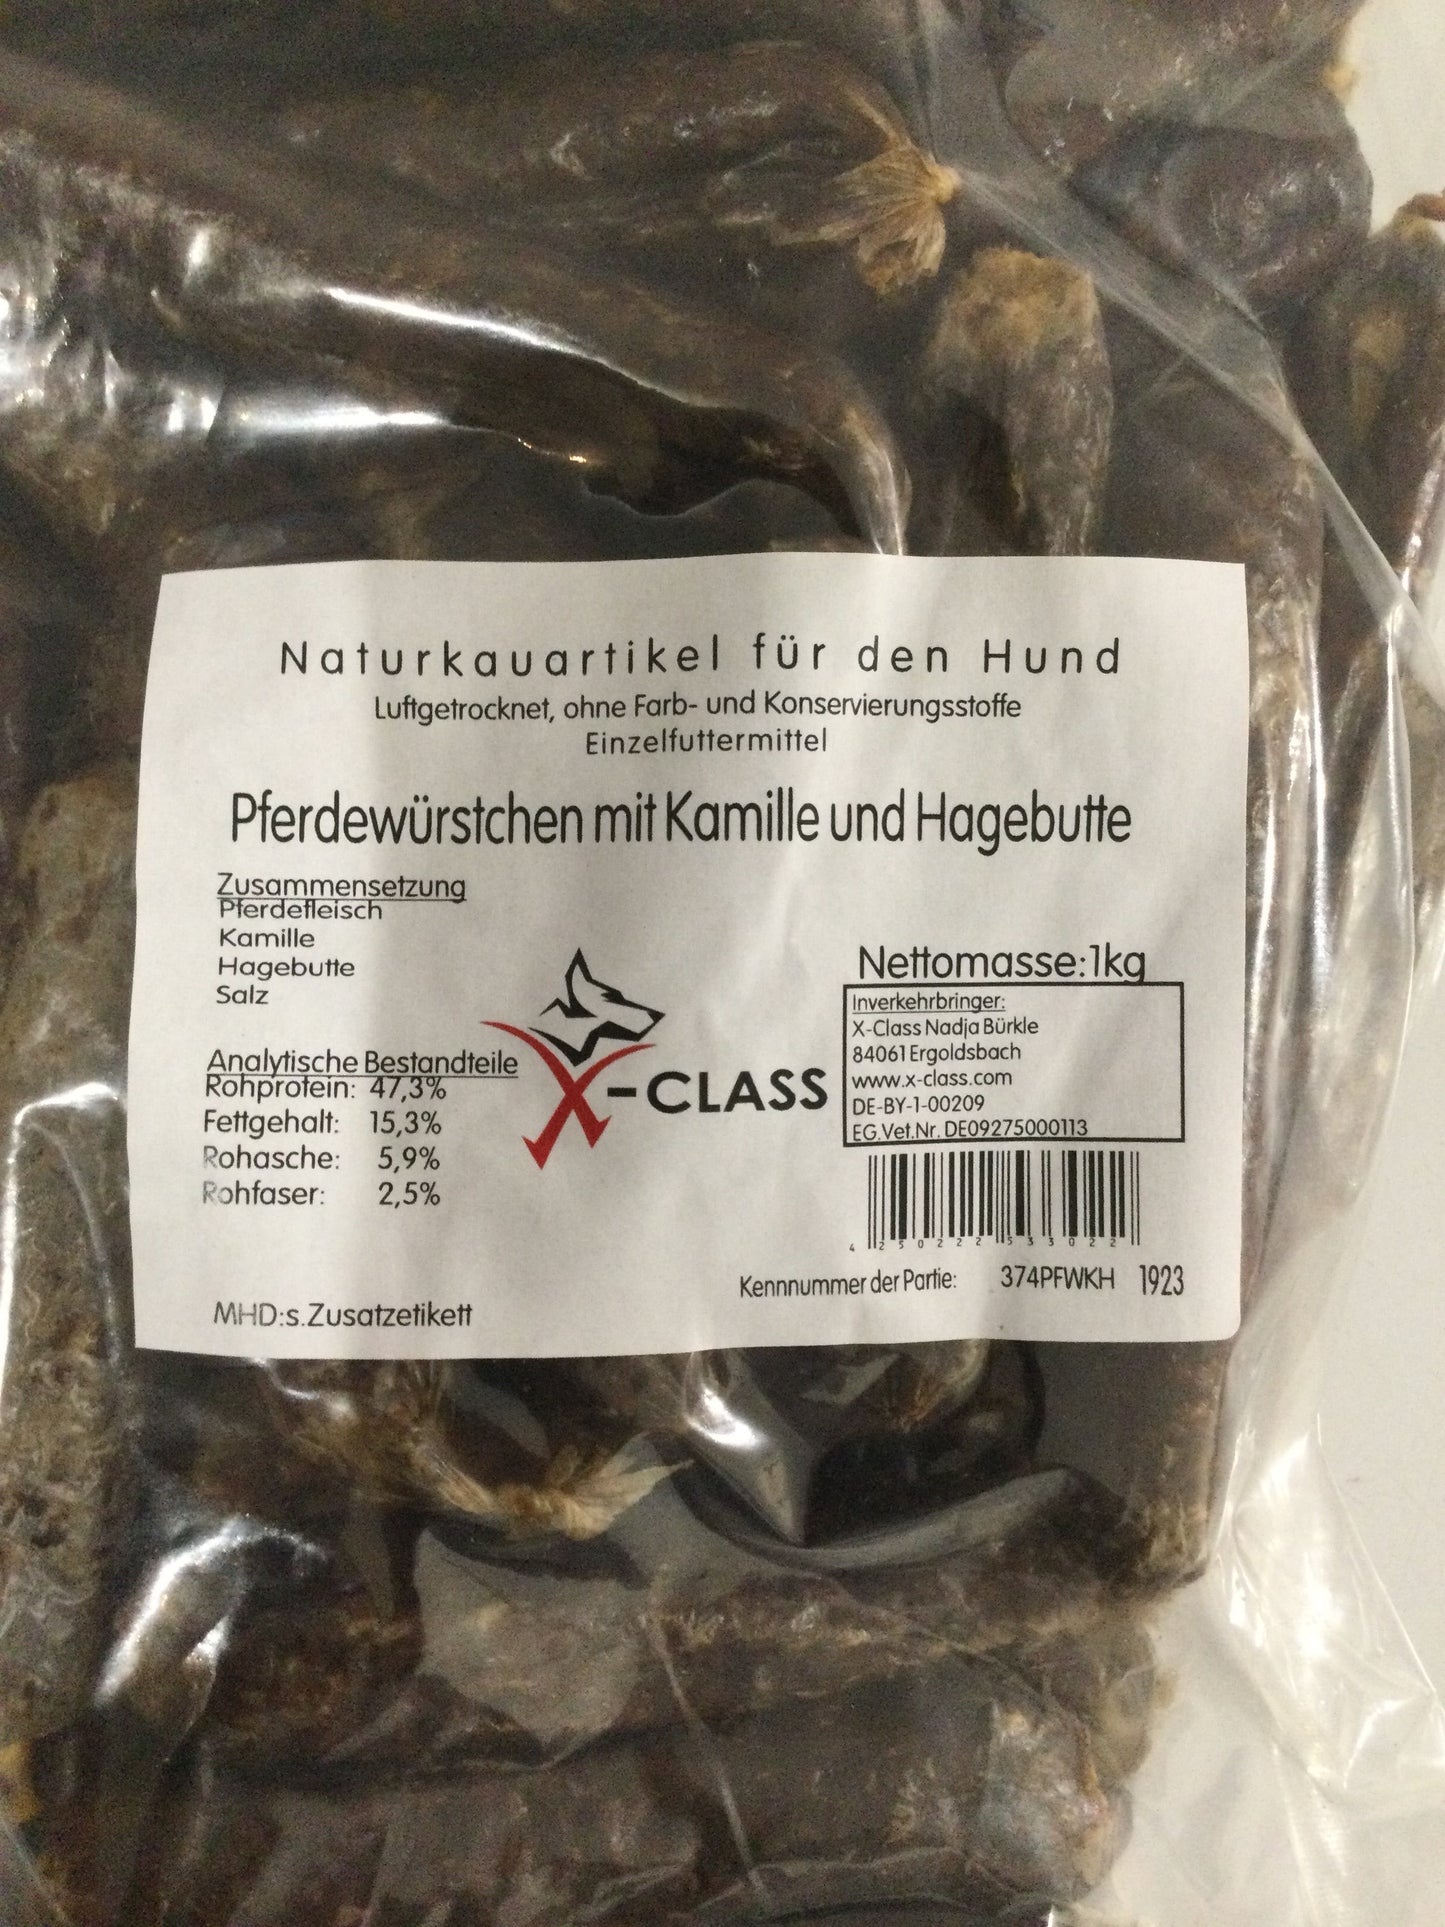 Naturkauartikel für den Hund
Luftgetrocknet, ohne Farb- und Konservierungsstoffe
Einzelfuttermittel
Pferdewürstchen mit Kamille und Hagebutte
Zusammensetzung
Pferdefleisch
Kamille
Hagebutte
Salz
Analytische Bestandteile
Rohprotein: 47,3%
Fettgehalt: 15,3%
Rohasche: 5,9%
Rohfaser: 2,5%
MHD:s.Zusatzetikett
X-CLASS
Nettomasse:1kg
Inverkehrbringer:
X-Class Nadja Bürkle
84061 Ergoldsbach
www.x-class.com
DE-BY-1-00209
EG.Vet.Nr. DE09275000113
4 250222 533022
Kennnummer der Partie: 374PFWKH 1923